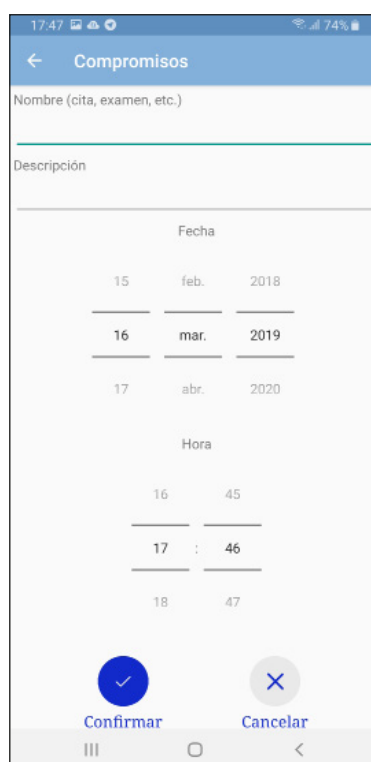 17:47 74%
Compromisos
Nombre (cita, examen, etc.)
Descripción
Fecha
15 feb. 2018
16 mar. 2019
17 abr. 2020
Hora
16 45
17 : 46
18 47
Confirmar Cancelar